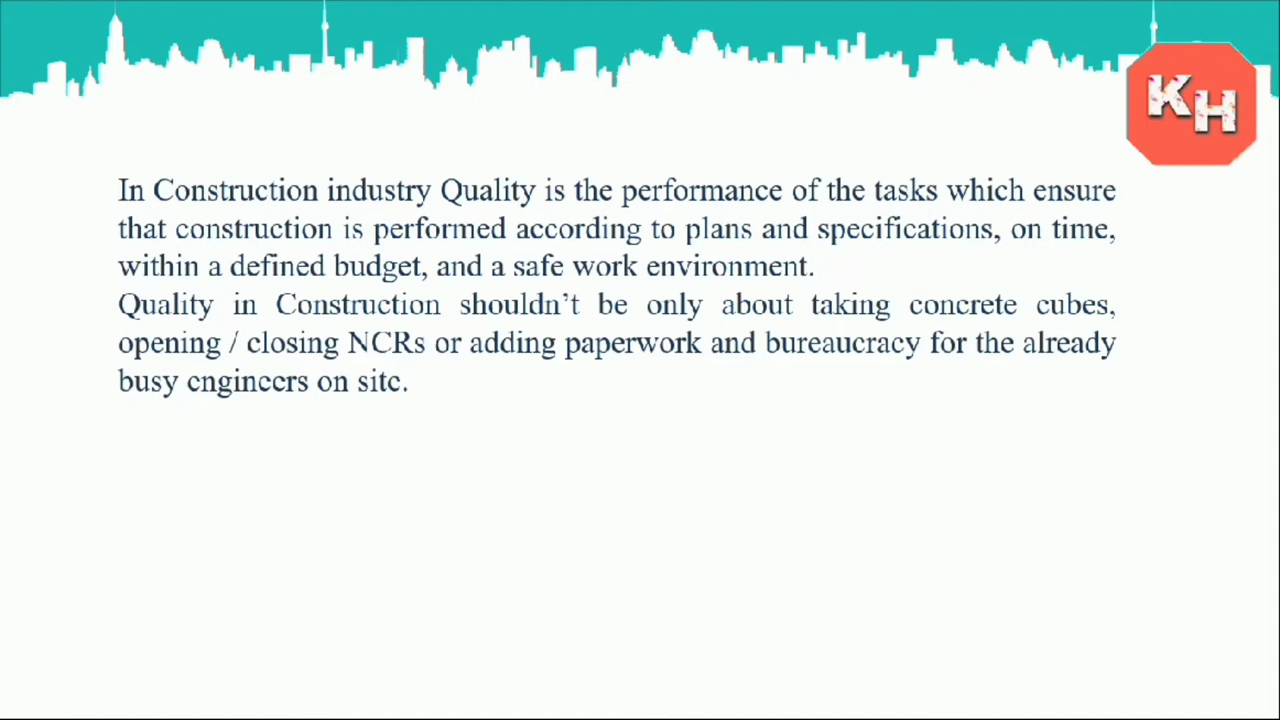 KH
In Construction industry Quality is the performance of the tasks which ensure
that construction is performed according to plans and specifications, on time,
within a defined budget, and a safe work environment.
Quality in Construction shouldn’t be only about taking concrete cubes,
opening / closing NCRs or adding paperwork and bureaucracy for the already
busy engineers on site.